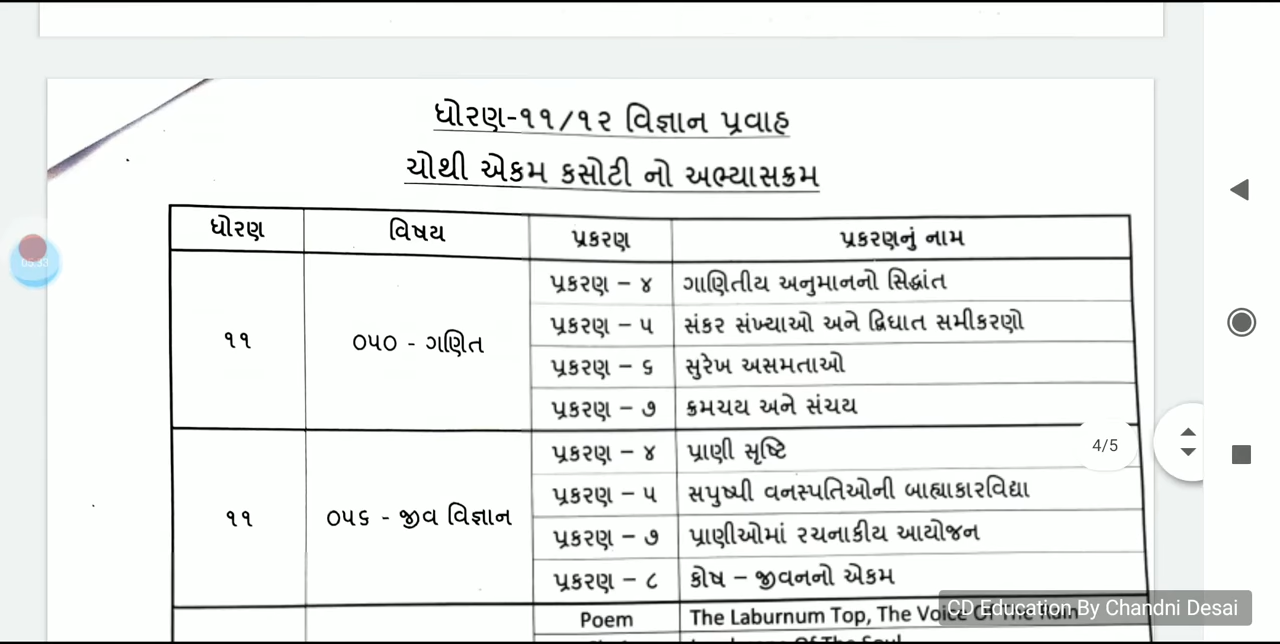 ધોરણ-૧૧/૧૨ વિજ્ઞાન પ્રવાહ
ચોથી એકમ કસોટી નો અભ્યાસક્રમ
ધોરણ વિષય પ્રકરણ પ્રકરણનું નામ
પ્રકરણ – ૪ ગાણિતીય અનુમાનનો સિદ્ધાંત
પ્રકરણ – ૫ સંકર સંખ્યાઓ અને દ્વિઘાત સમીકરણો
૧૧ ૦૫૦ - ગણિત
પ્રકરણ – ૬ સુરેખ અસમતાઓ
પ્રકરણ – ૭ ક્રમચય અને સંચય
પ્રકરણ – ૪ પ્રાણી સૃષ્ટિ
4/5
પ્રકરણ – ૫ સપુષ્પી વનસ્પતિઓની બાહ્યાકારવિદ્યા
૧૧ ૦૫૬ - જીવ વિજ્ઞાન
પ્રકરણ – ૭ પ્રાણીઓમાં રચનાકીય આયોજન
પ્રકરણ – ૮ કોષ – જીવનનો એકમ
Poem The Laburnum Top, The Voice Of The Rain
CD Education By Chandni Desai